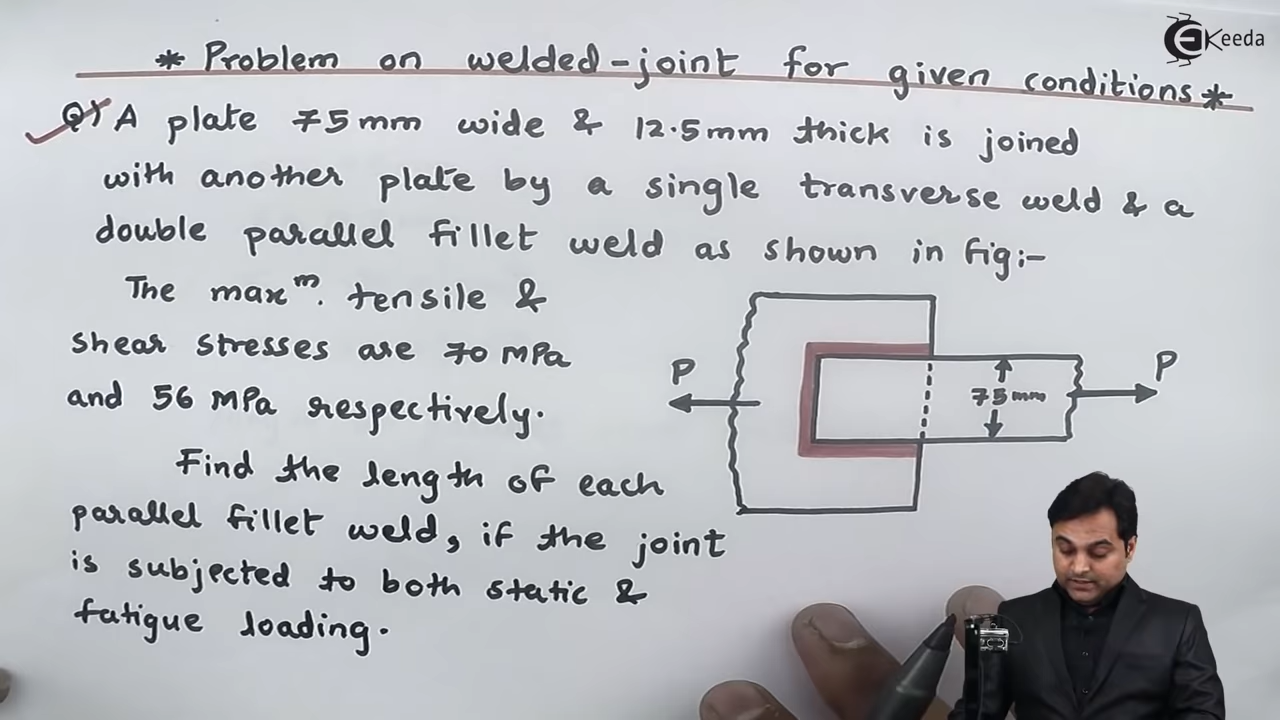 * Problem on welded-joint for given conditions *
Q) A plate 75mm wide & 12.5mm thick is joined
with another plate by a single transverse weld & a
double parallel fillet weld as shown in fig:-
The maxᵐ. tensile &
shear stresses are 70 MPa
and 56 MPa respectively.
Find the length of each
parallel fillet weld, if the joint
is subjected to both static &
fatigue loading.
P
75mm
P
Ekeeda